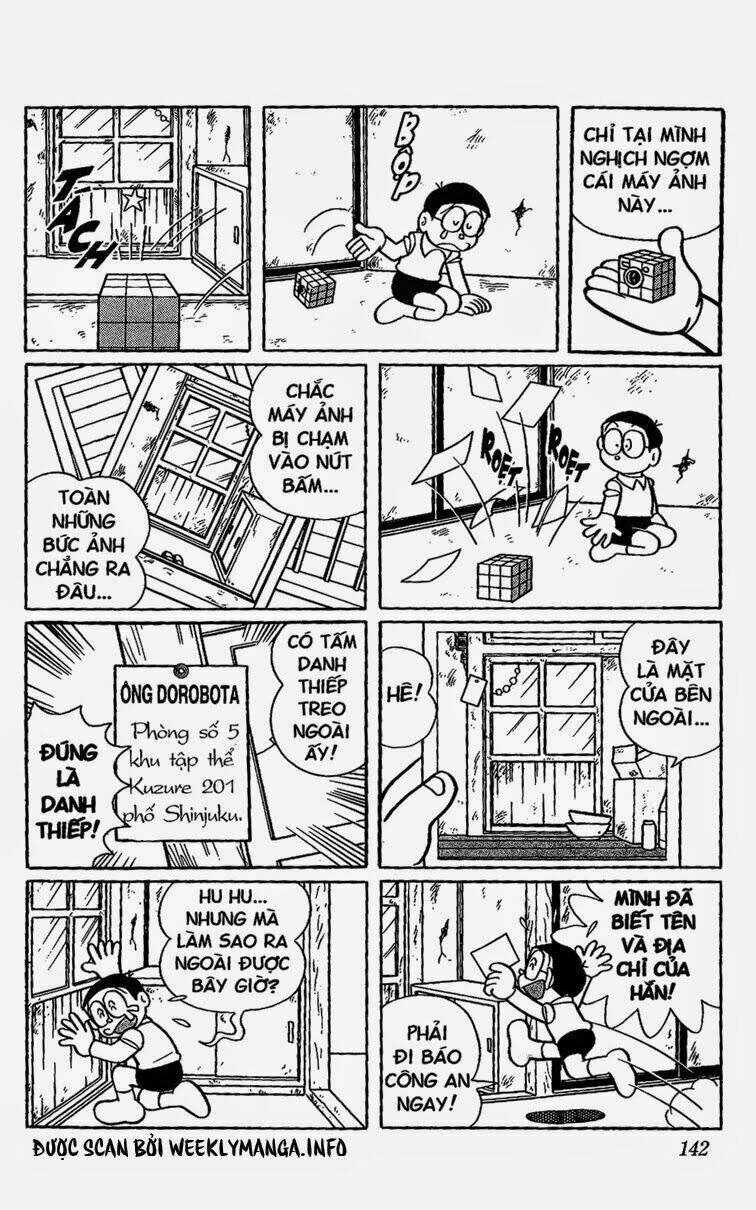 CHỈ TẠI MÌNH
NGHỊCH NGỢM
CÁI MÁY ẢNH
NÀY...
BỘP
TÁCH
ROẸT
ROẸT
CHẮC
MÁY ẢNH
BỊ CHẠM
VÀO NÚT
BẤM...
TOÀN
NHỮNG
BỨC ẢNH
CHẲNG RA
ĐÂU...
ĐÂY
LÀ MẶT
CỬA BÊN
NGOÀI...
HÊ!
CÓ TẤM
DANH
THIẾP
TREO
NGOÀI
ẤY!
ÔNG DOROBOTA
Phòng số 5
khu tập thể
Kuzure 201
phố Shinjuku.
ĐÚNG
LÀ
DANH
THIẾP!
MÌNH ĐÃ
BIẾT TÊN
VÀ ĐỊA
CHỈ CỦA
HẮN!
PHẢI
ĐI BÁO
CÔNG AN
NGAY!
HU HU...
NHƯNG MÀ
LÀM SAO RA
NGOÀI ĐƯỢC
BÂY GIỜ?
ĐƯỢC SCAN BỞI WEEKLYMANGA.INFO
142